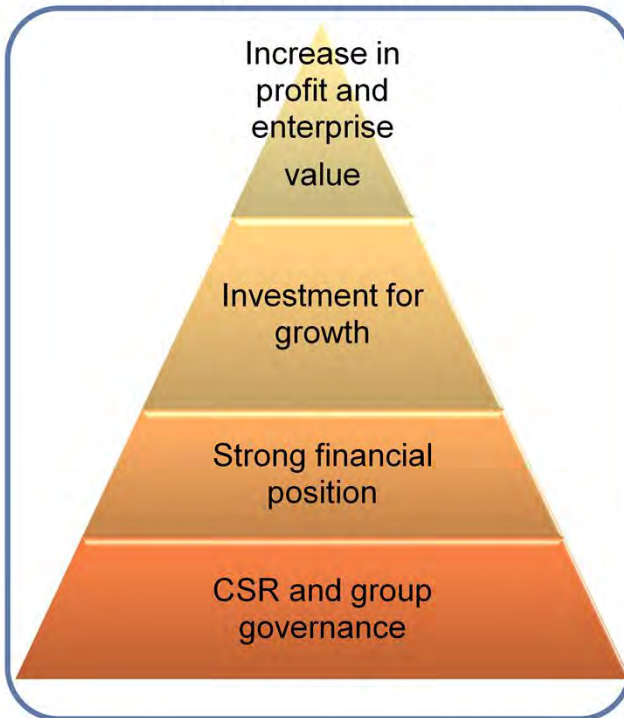 Increase in
profit and
enterprise
value
Investment for
growth
Strong financial
position
CSR and group
governance